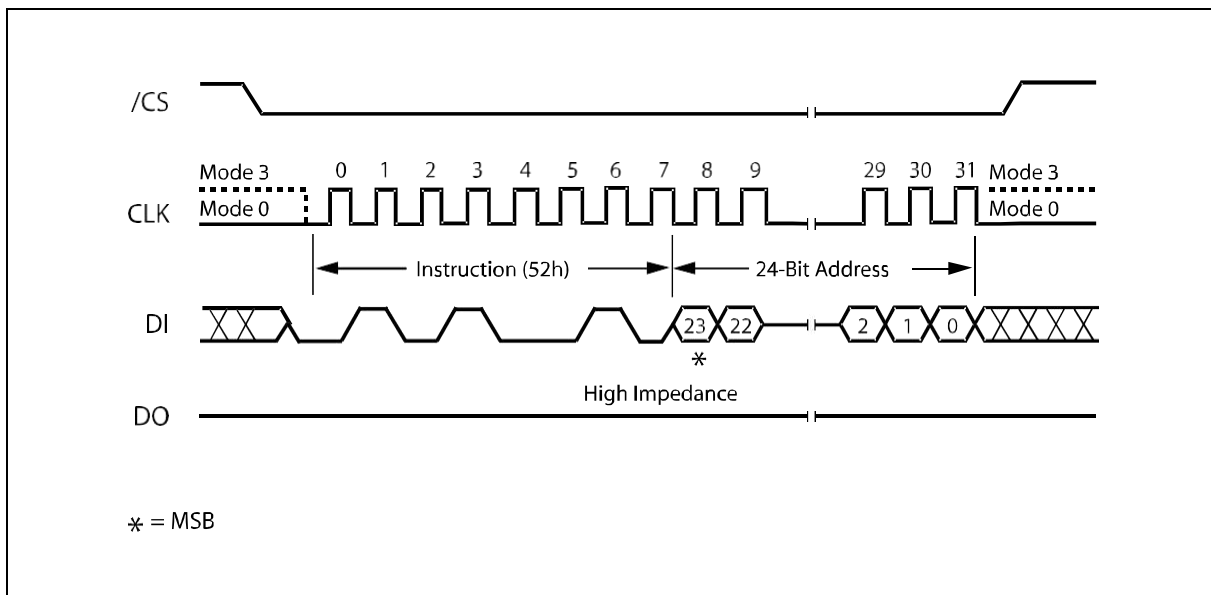 /CS
Mode 3
0 1 2 3 4 5 6 7 8 9 29 30 31
Mode 3
CLK
Mode 0
Mode 0
Instruction (52h)
24-Bit Address
DI
23 22 2 1 0
*
High Impedance
DO
* = MSB